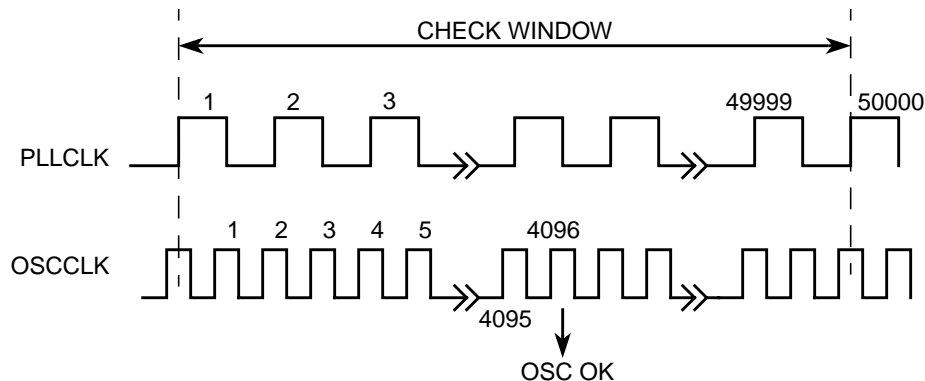 CHECK WINDOW
1 2 3 49999 50000
PLLCLK
1 2 3 4 5 4096
OSCCLK
4095
OSC OK